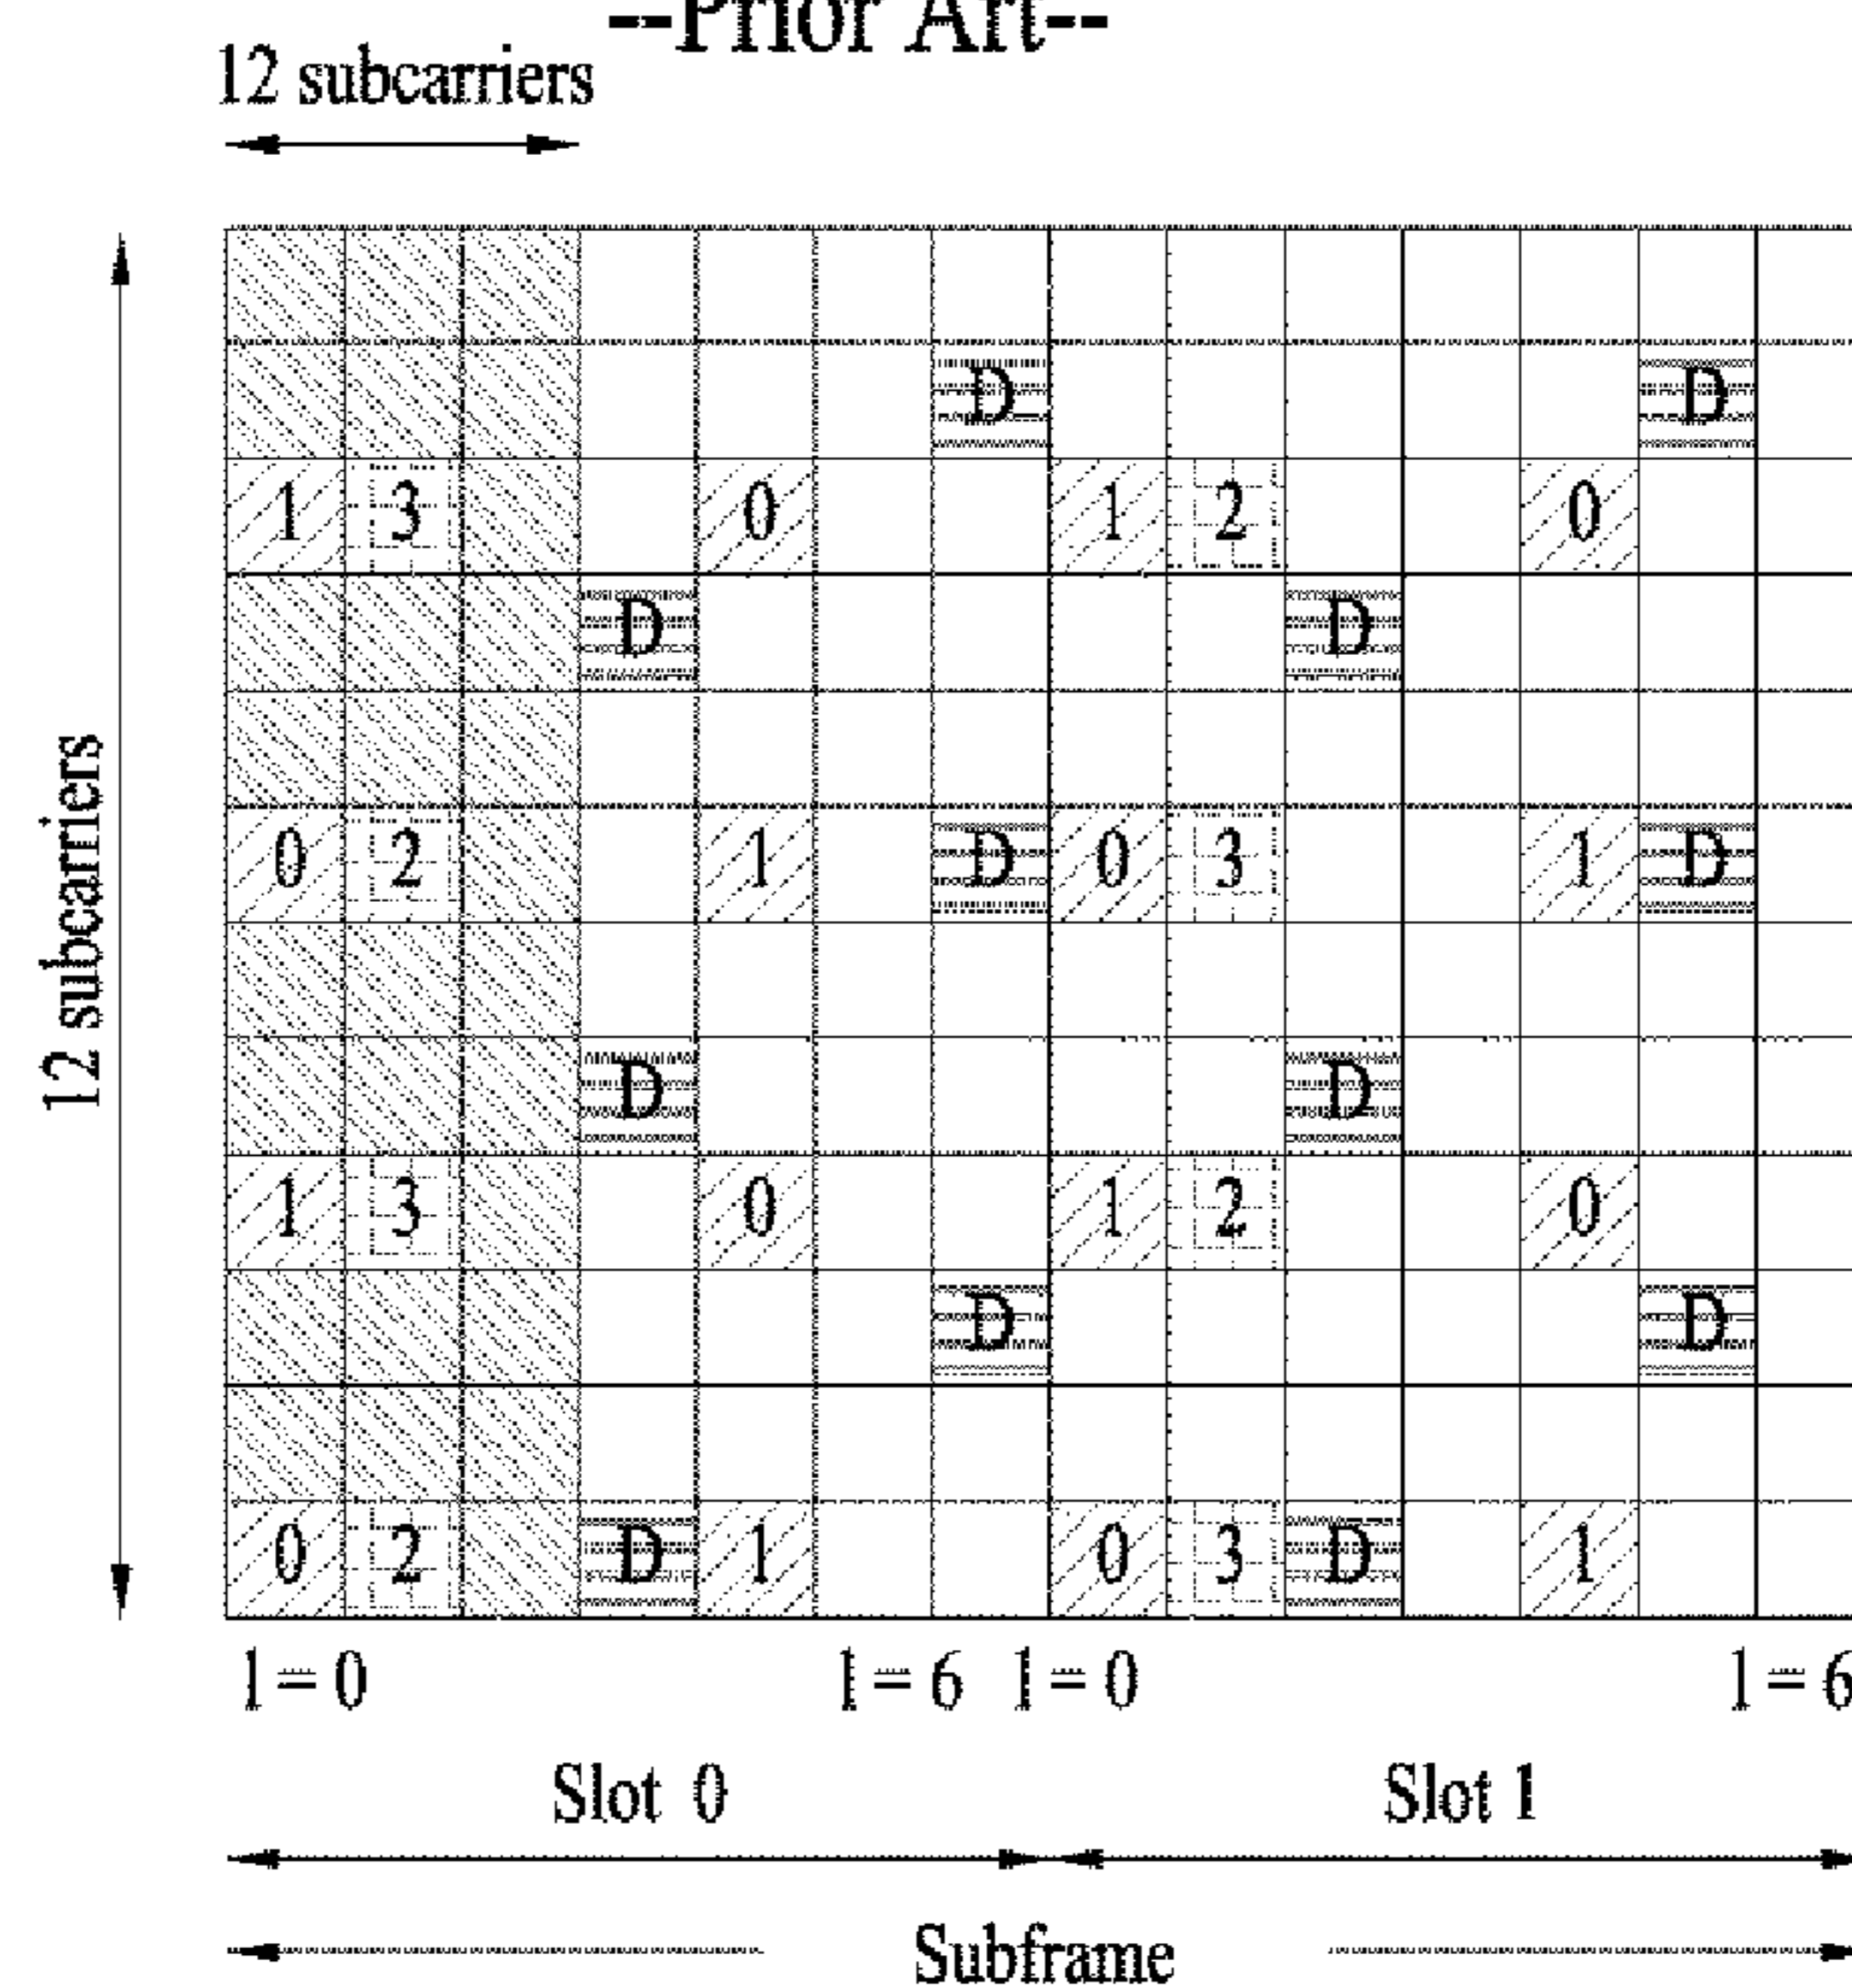 --Prior Art--
12 subcarriers
12 subcarriers
D D
1 3 0 1 2 0
D D
0 2 1 D 0 3 1 D
D D
1 3 0 1 2 0
D D
0 2 D 1 0 3 D 1
l = 0 l = 6 l = 0 l = 6
Slot 0 Slot 1
Subframe